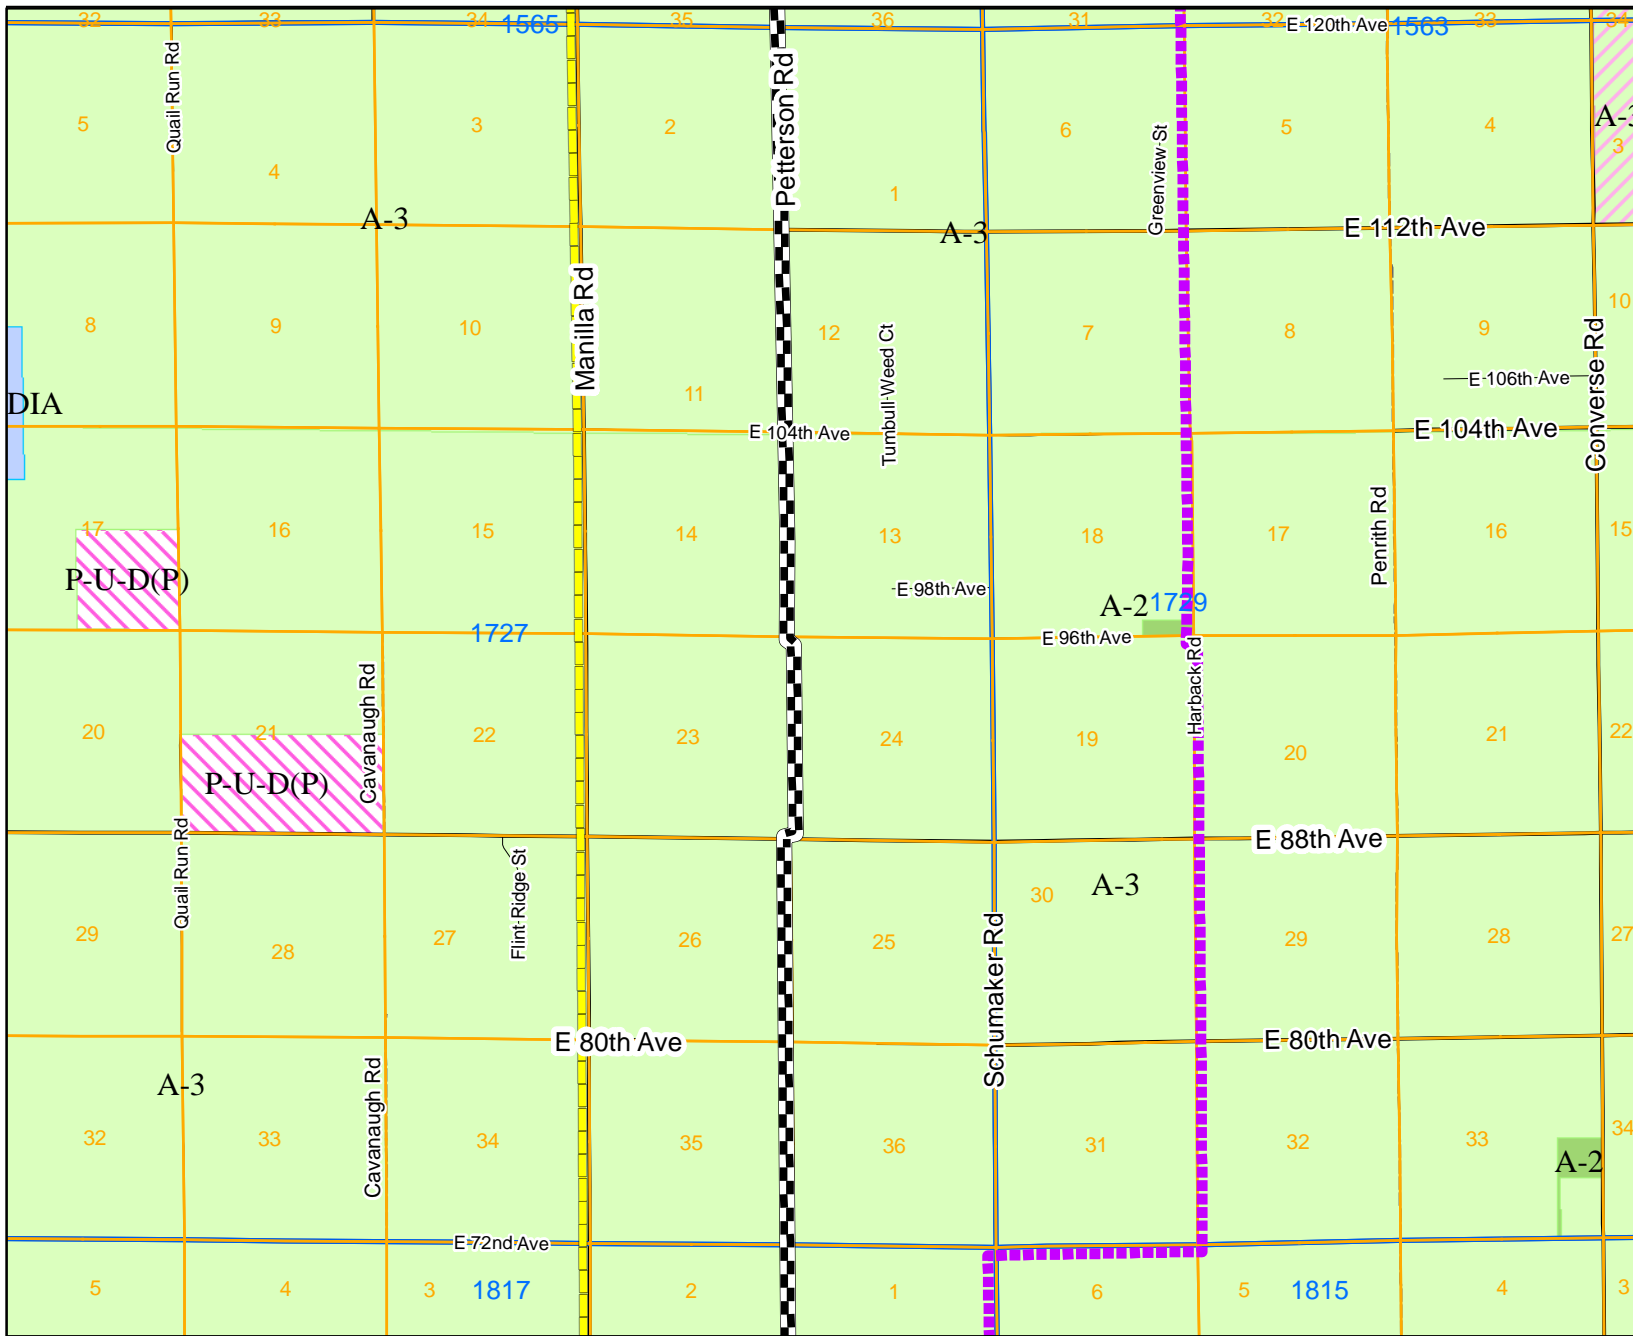 32
33
34
1565
35
36
31
32
E 120th Ave
1563
33
34
Quail Run Rd
Petterson Rd
5
4
3
2
1
6
Greenview St
5
4
A-3
3
A-3
A-3
E 112th Ave
8
9
10
Manilla Rd
11
12
Tumbull Weed Ct
7
8
9
10
Converse Rd
E 106th Ave
DIA
E 104th Ave
E 104th Ave
17
16
15
14
13
18
17
Penrith Rd
16
15
P-U-D(P)
E 98th Ave
A-2
1729
1727
E 96th Ave
Harback Rd
20
21
Cavanaugh Rd
22
23
24
19
20
21
22
P-U-D(P)
Quail Run Rd
E 88th Ave
Flint Ridge St
A-3
30
29
28
27
26
25
Schumaker Rd
29
28
27
E 80th Ave
E 80th Ave
A-3
Cavanaugh Rd
32
33
34
35
36
31
32
33
34
A-2
E 72nd Ave
5
4
3
1817
2
1
6
5
1815
4
3